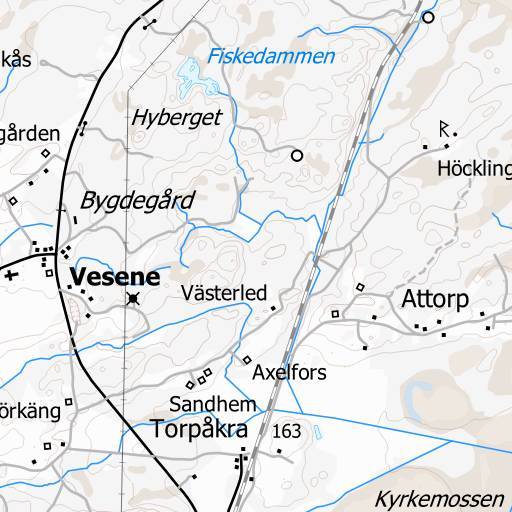 Fiskedammen
kås
Hyberget
gården
Höckling
Bygdegård
Vesene
Västerled
Attorp
Axelfors
Sandhem
örkäng
Torpåkra
163
Kyrkemossen